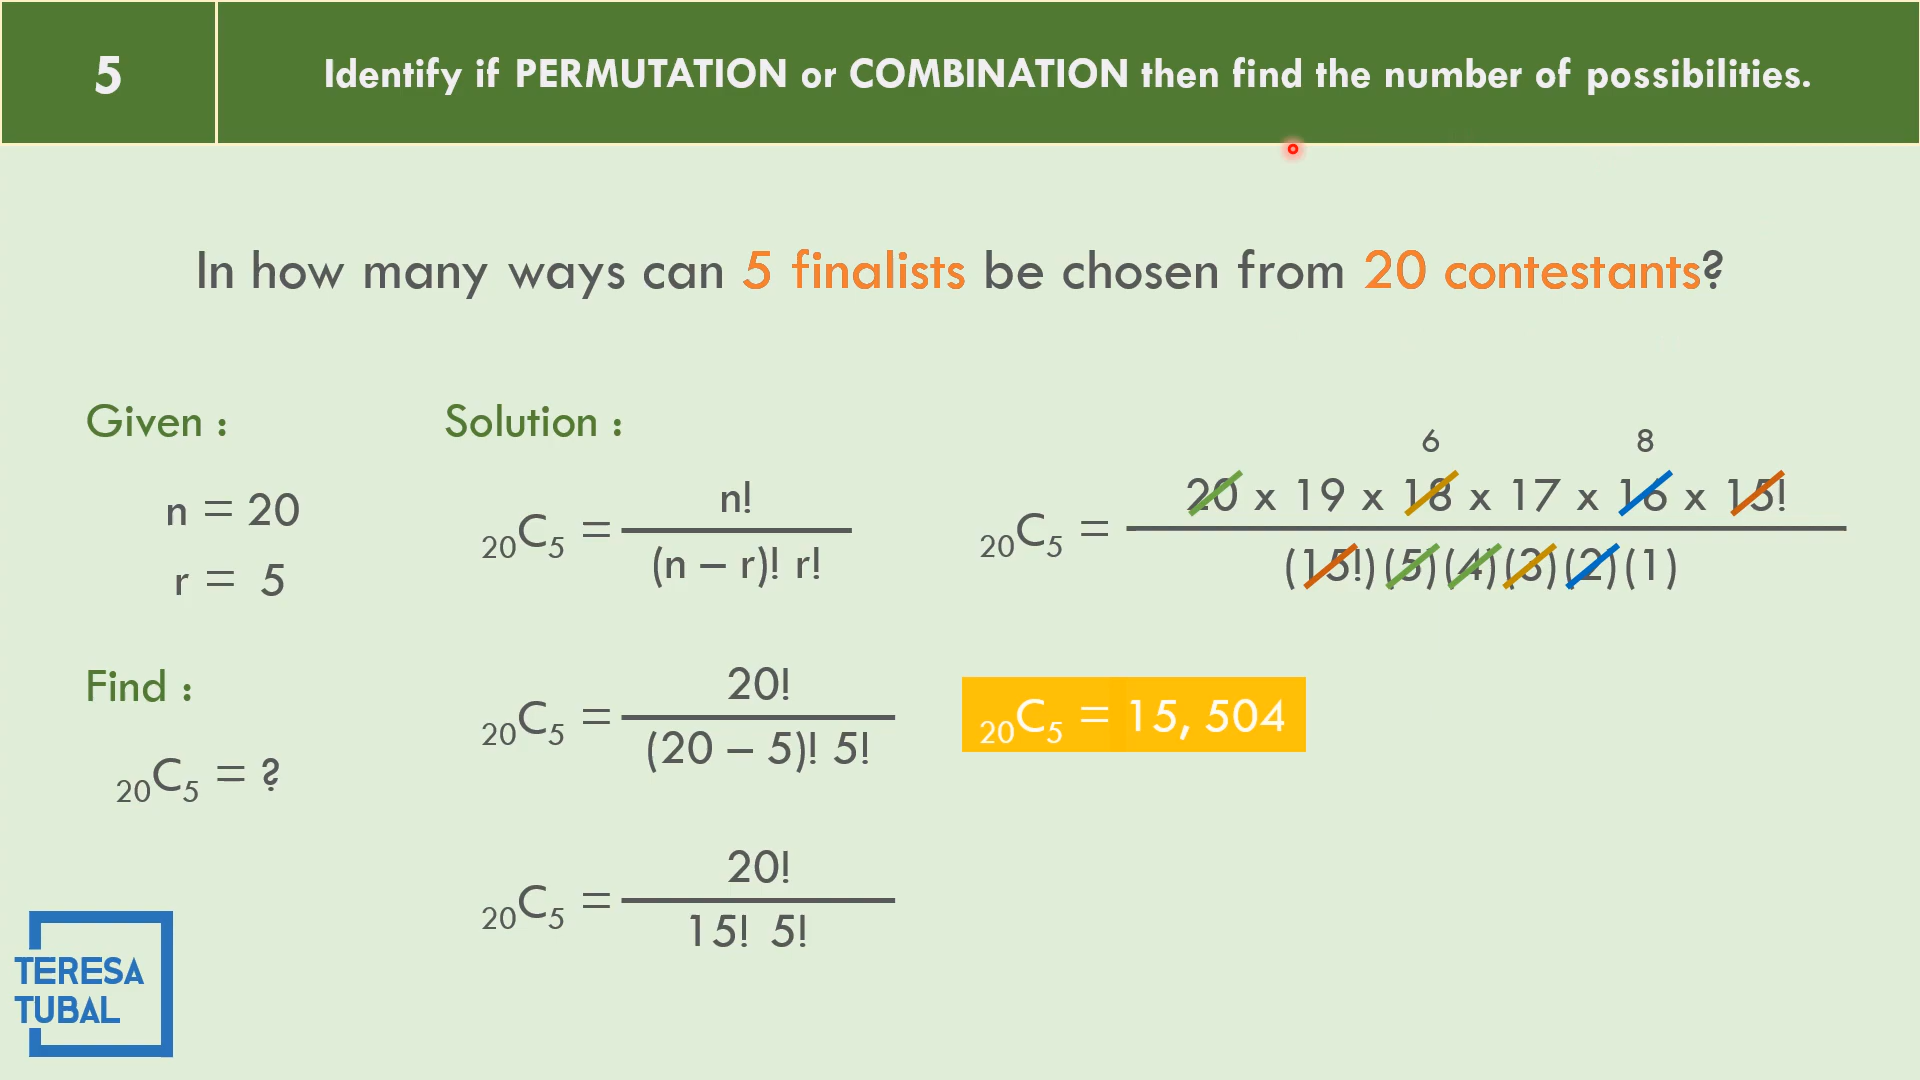 5
Identify if PERMUTATION or COMBINATION then find the number of possibilities.
In how many ways can 5 finalists be chosen from 20 contestants?
Given :
n = 20
r = 5
Find :
₂₀C₅ = ?
Solution :
₂₀C₅ =
n!
(n – r)! r!
₂₀C₅ =
20!
(20 – 5)! 5!
₂₀C₅ =
20!
15! 5!
6 8
₂₀C₅ =
20 x 19 x 18 x 17 x 16 x 15!
(15!)(5)(4)(3)(2)(1)
₂₀C₅ = 15, 504
TERESA
TUBAL